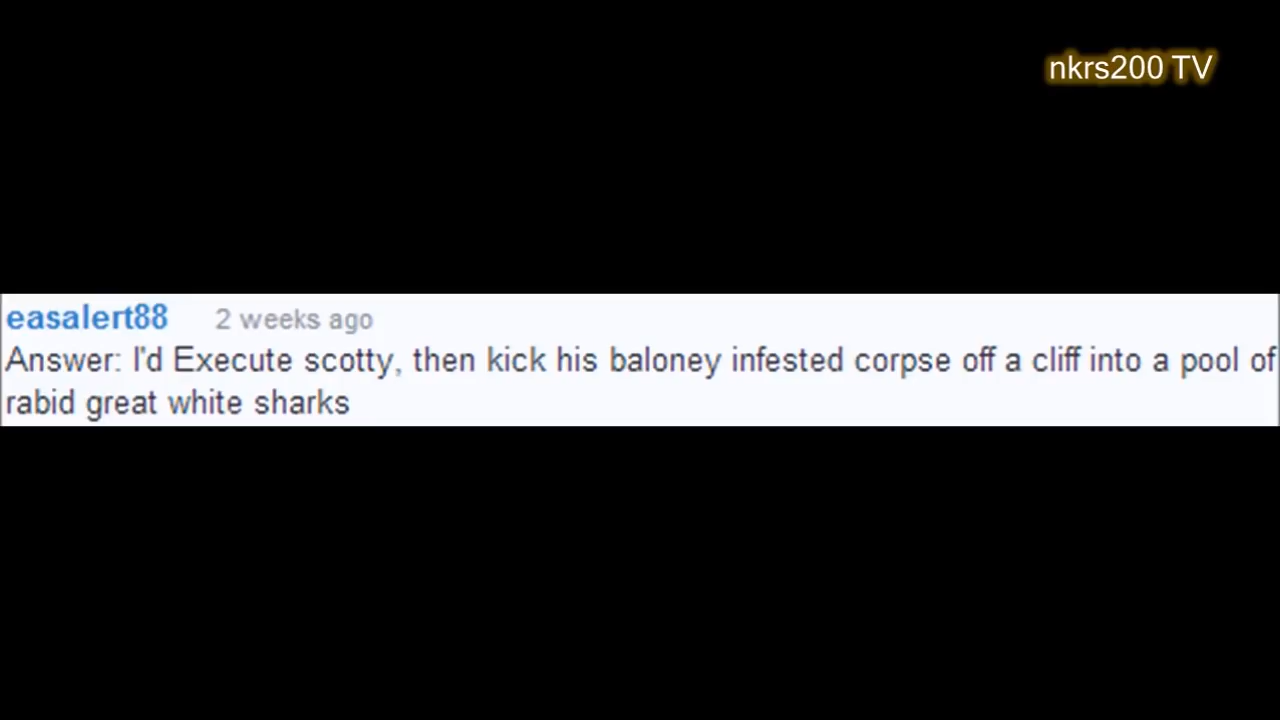 nkrs200 TV
easalert88 2 weeks ago
Answer: I'd Execute scotty, then kick his baloney infested corpse off a cliff into a pool of
rabid great white sharks